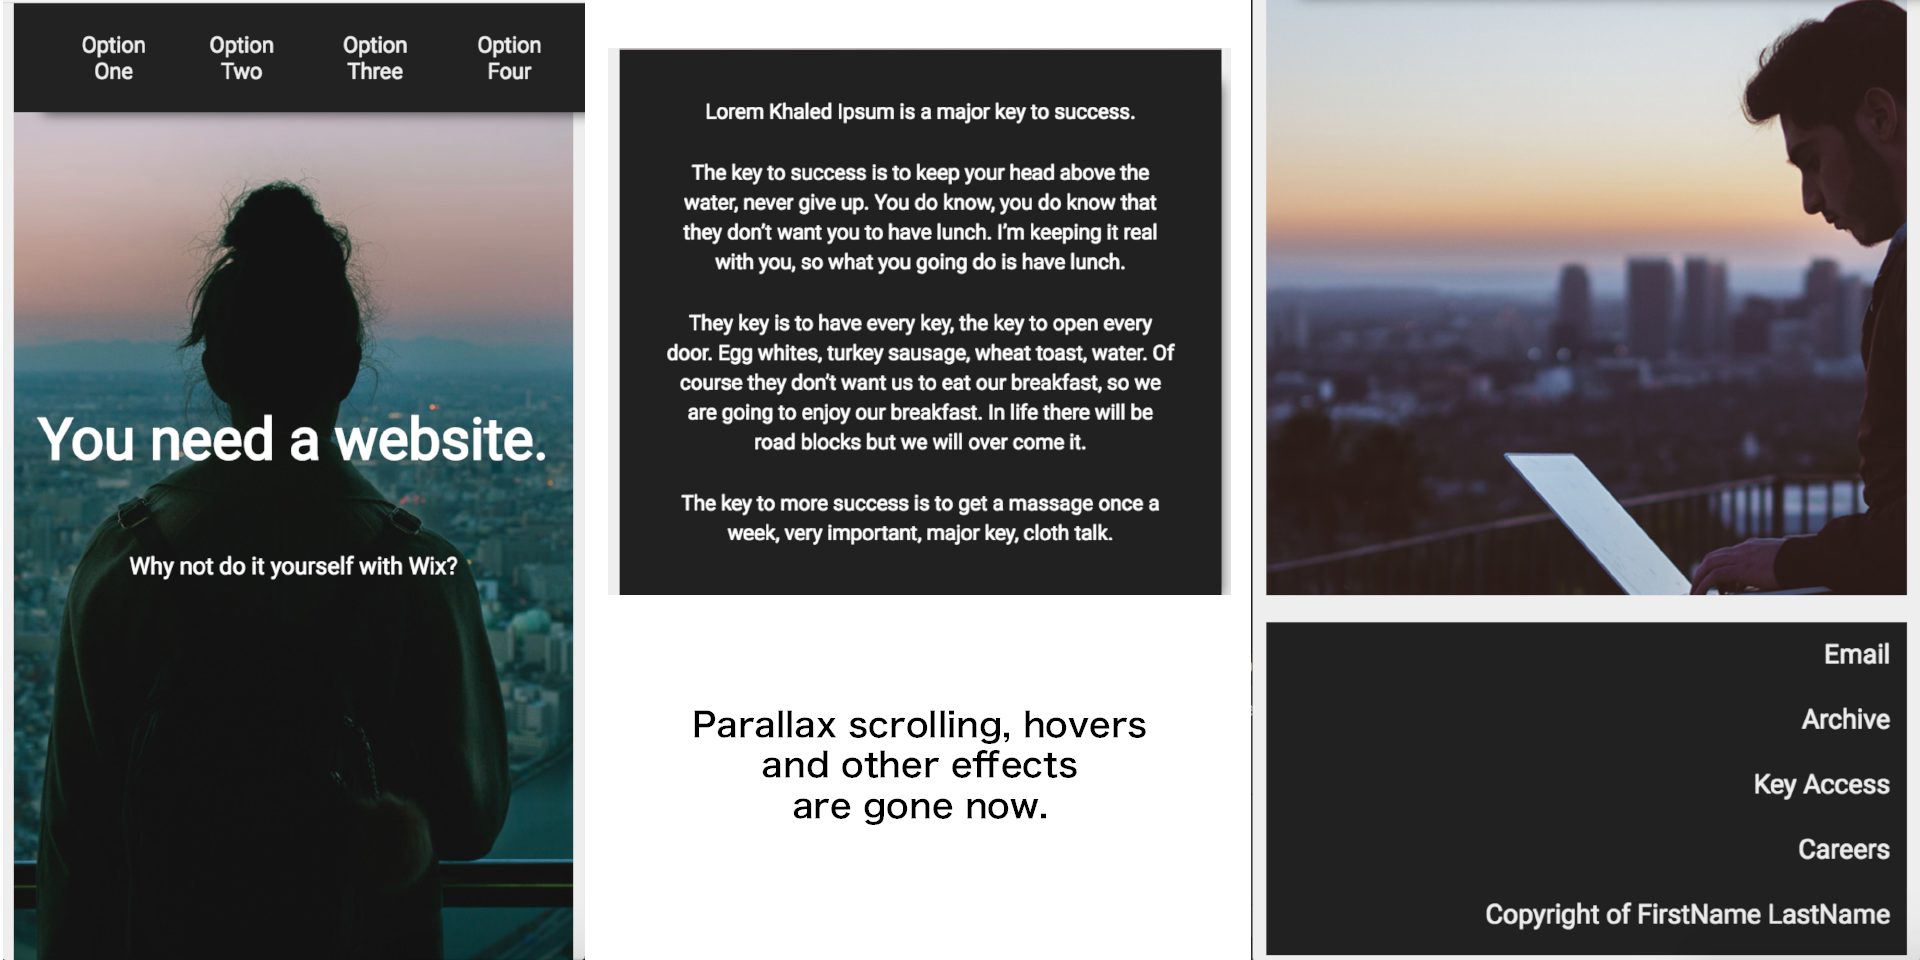 Option
One
Option
Two
Option
Three
Option
Four
You need a website.
Why not do it yourself with Wix?
Lorem Khaled Ipsum is a major key to success.
The key to success is to keep your head above the
water, never give up. You do know, you do know that
they don’t want you to have lunch. I’m keeping it real
with you, so what you going do is have lunch.
They key is to have every key, the key to open every
door. Egg whites, turkey sausage, wheat toast, water. Of
course they don’t want us to eat our breakfast, so we
are going to enjoy our breakfast. In life there will be
road blocks but we will over come it.
The key to more success is to get a massage once a
week, very important, major key, cloth talk.
Parallax scrolling, hovers
and other effects
are gone now.
Email
Archive
Key Access
Careers
Copyright of FirstName LastName